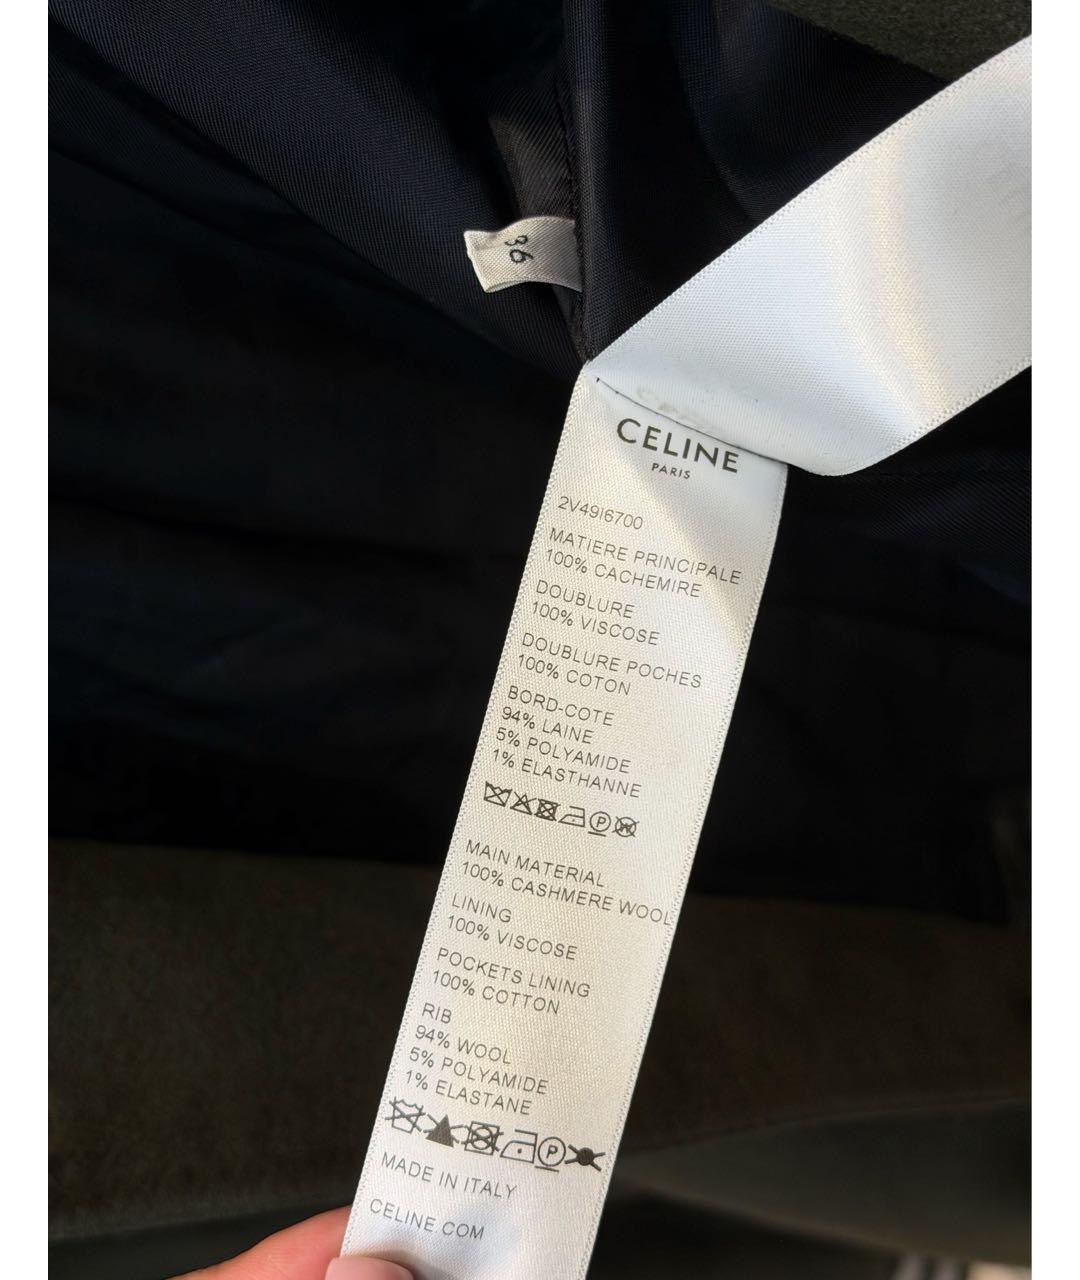 36
CELINE
PARIS
2V49I6700
MATIERE PRINCIPALE
100% CACHEMIRE
DOUBLURE
100% VISCOSE
DOUBLURE POCHES
100% COTON
BORD-COTE
94% LAINE
5% POLYAMIDE
1% ELASTHANNE
MAIN MATERIAL
100% CASHMERE WOOL
LINING
100% VISCOSE
POCKETS LINING
100% COTTON
RIB
94% WOOL
5% POLYAMIDE
1% ELASTANE
MADE IN ITALY
CELINE.COM